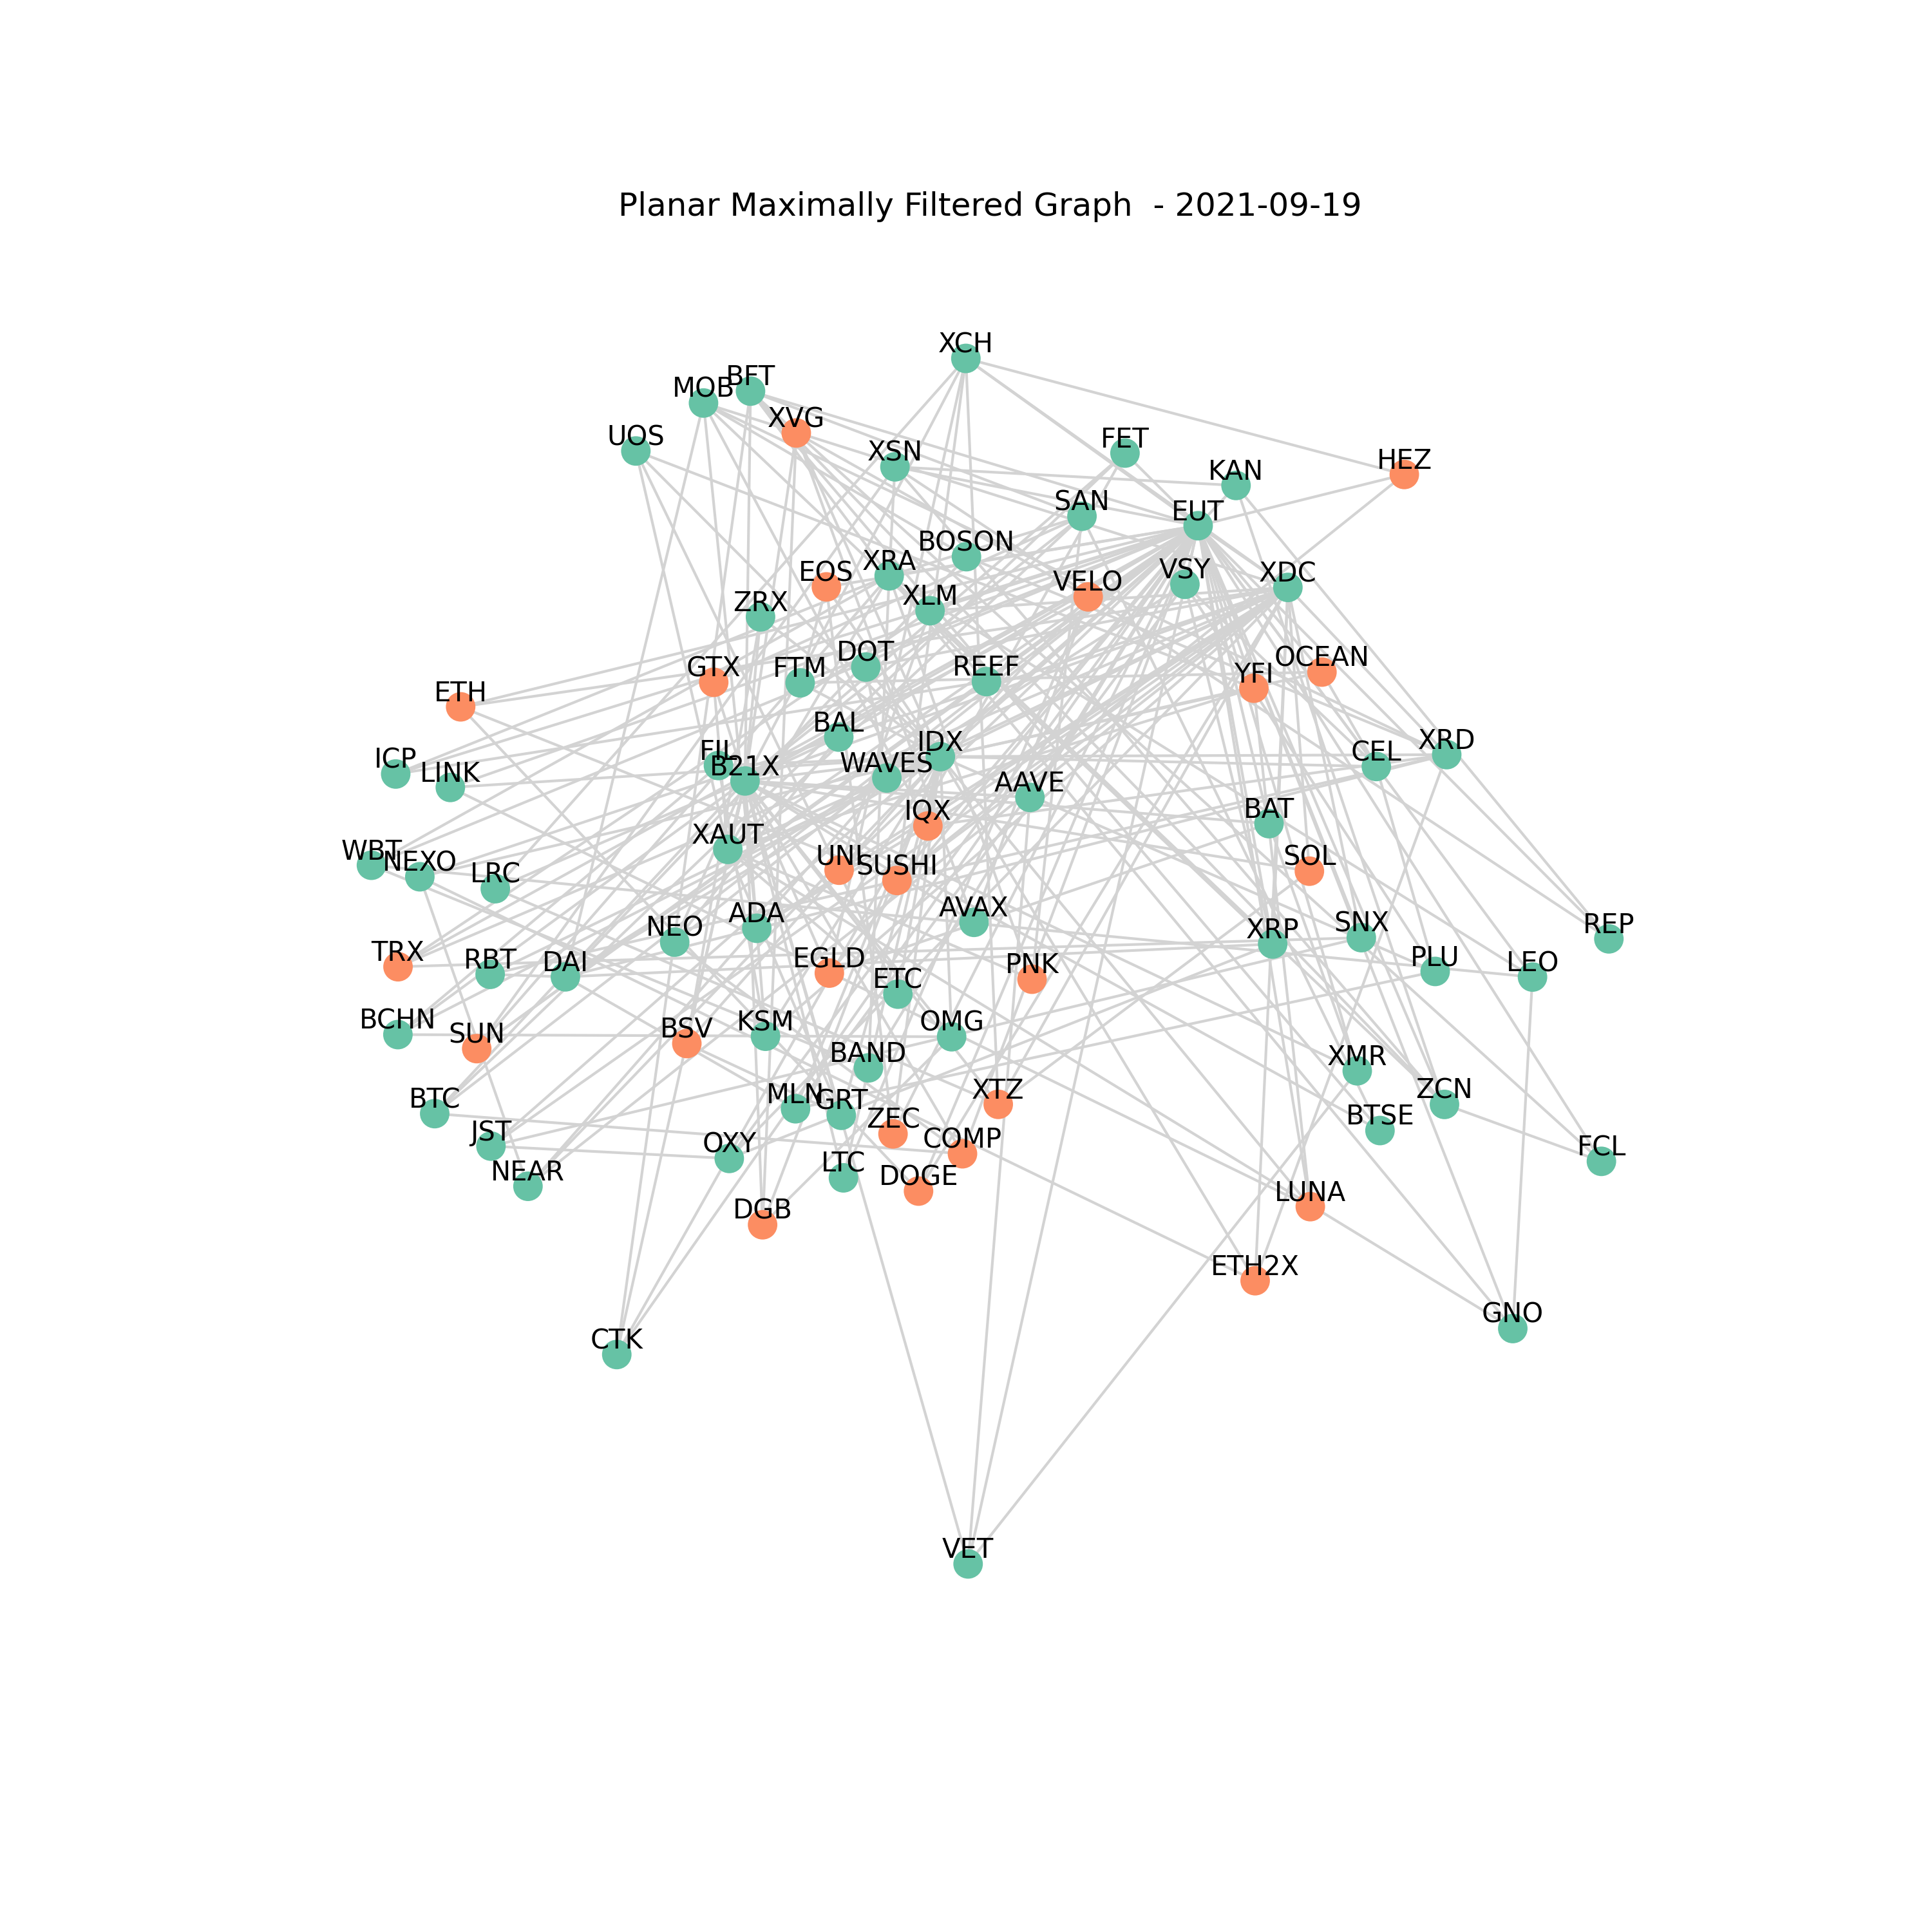 Planar Maximally Filtered Graph - 2021-09-19
XCH
BFT
MOB
XVG
UOS
FET
XSN
HEZ
KAN
SAN
EUT
BOSON
XRA
EOS
VSY
XDC
VELO
XLM
ZRX
DOT
OCEAN
REEF
GTX
FTM
YFI
ETH
BAL
IDX
XRD
FIL
CEL
ICP
WAVES
B21X
LINK
AAVE
BAT
IQX
XAUT
WBT
UNI
SOL
NEXO
SUSHI
LRC
AVAX
ADA
SNX
REP
NEO
XRP
TRX
PLU
RBT
EGLD
DAI
PNK
LEO
ETC
BCHN
KSM
OMG
BSV
SUN
BAND
XMR
ZCN
XTZ
MLN
BTC
GRT
BTSE
ZEC
JST
COMP
OXY
FCL
LTC
NEAR
DOGE
LUNA
DGB
ETH2X
GNO
CTK
VET